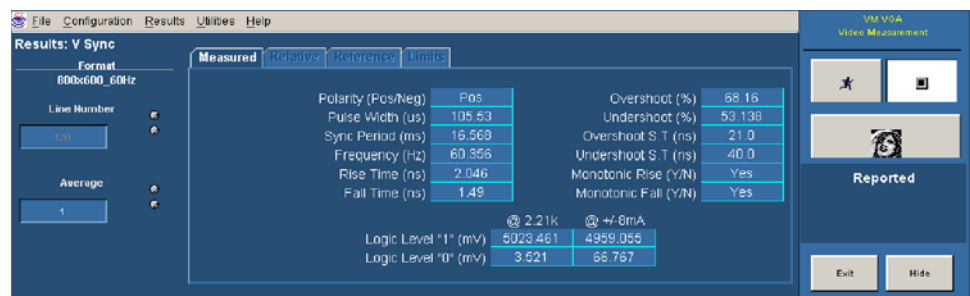 File Configuration Results Utilities Help
Results: V Sync
Format
800x600_60Hz
Line Number
120
Average
1
Measured Relative Reference Limits
Polarity (Pos/Neg) Pos
Pulse Width (us) 105.53
Sync Period (ms) 16.568
Frequency (Hz) 60.356
Rise Time (ns) 2.046
Fall Time (ns) 1.49
Overshoot (%) 68.16
Undershoot (%) 53.138
Overshoot S.T (ns) 21.0
Undershoot S.T (ns) 40.0
Monotonic Rise (Y/N) Yes
Monotonic Fall (Y/N) Yes
@ 2.21k @ +/-8mA
Logic Level "1" (mV) 5023.461 4959.055
Logic Level "0" (mV) 3.521 66.767
VM VGA
Video Measurement
Reported
Exit Hide